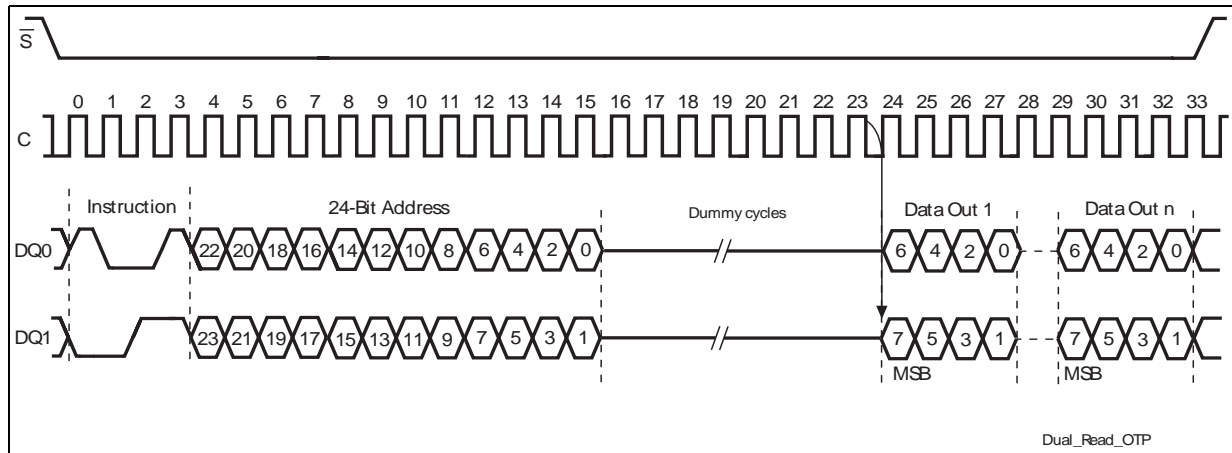 S
0 1 2 3 4 5 6 7 8 9 10 11 12 13 14 15 16 17 18 19 20 21 22 23 24 25 26 27 28 29 30 31 32 33
C
Instruction 24-Bit Address Dummy cycles Data Out 1 Data Out n
DQ0 22 20 18 16 14 12 10 8 6 4 2 0 6 4 2 0 6 4 2 0
DQ1 23 21 19 17 15 13 11 9 7 5 3 1 7 5 3 1 7 5 3 1
MSB MSB
Dual_Read_OTP